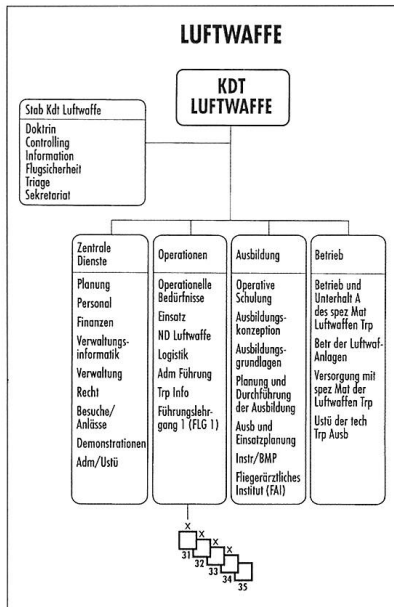 LUFTWAFFE
KDT
LUFTWAFFE
Stab Kdt Luftwaffe
Doktrin
Controlling
Information
Flugsicherheit
Triage
Sekretariat
Zentrale
Dienste
Planung
Personal
Finanzen
Verwaltungs-
informatik
Verwaltung
Recht
Besuche/
Anlässe
Demonstrationen
Adm/Ustü
Operationen
Operationelle
Bedürfnisse
Einsatz
ND Luftwaffe
Logistik
Adm Führung
Trp Info
Führungslehr-
gang 1 (FLG 1)
Ausbildung
Operative
Schulung
Ausbildungs-
konzeption
Ausbildungs-
grundlagen
Planung und
Durchführung
der Ausbildung
Ausb und
Einsatzplanung
Instr/BMP
Fliegerärztliches
Institut (FAI)
Betrieb
Betrieb und
Unterhalt A
des spez Mat
Luftwaffen Trp
Betr der Luftwaf-
Anlagen
Versorgung mit
spez Mat der
Luftwaffen Trp
Ustü der tech
Trp Ausb
X
31
X
32
X
33
X
34
35